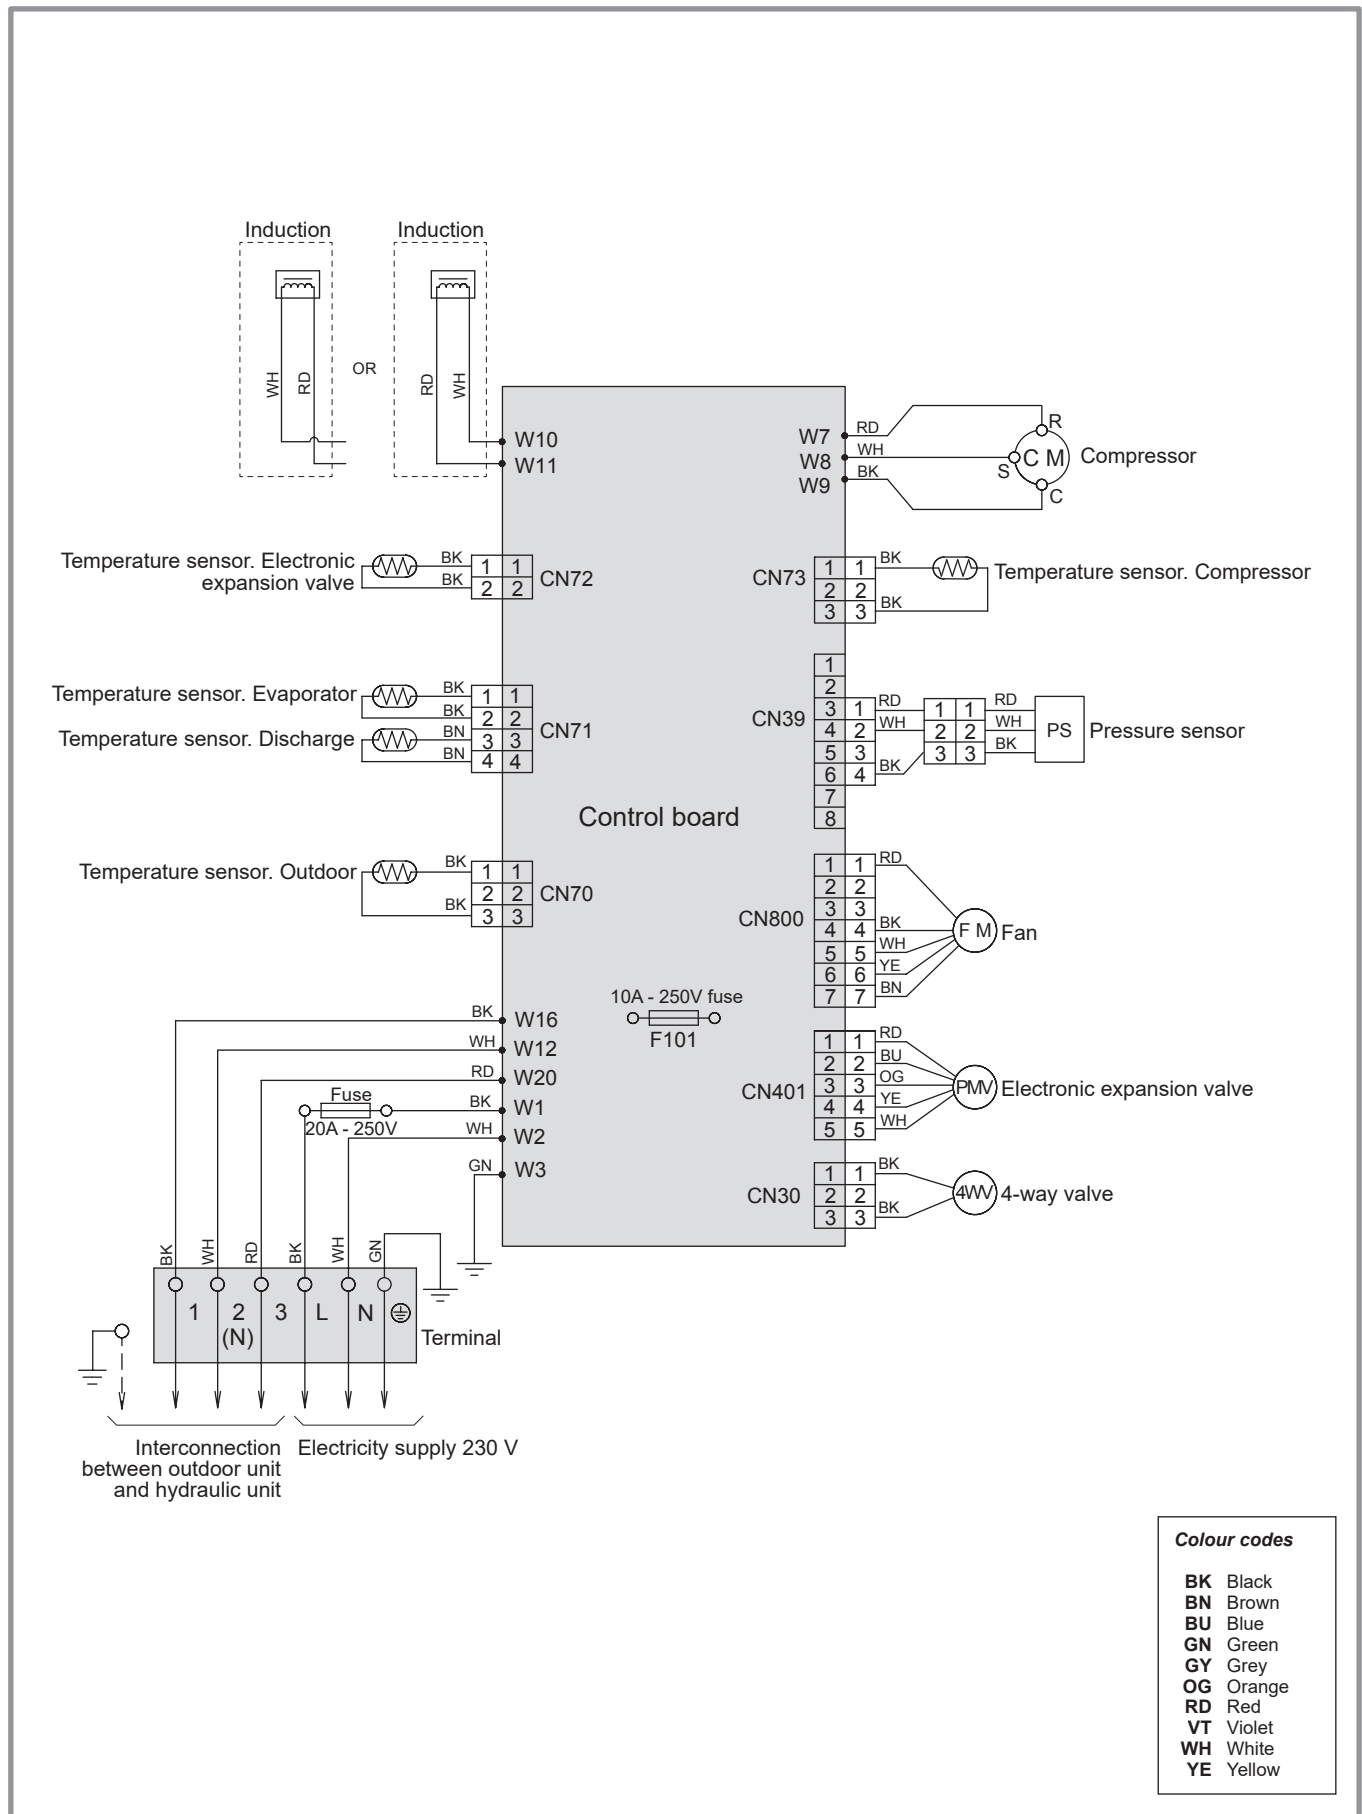 Induction
Induction
WH
RD
OR
RD
WH
W10
W11
W7
RD
W8
WH
W9
BK
R
S
C M
C
Compressor
Temperature sensor. Electronic
expansion valve
BK
BK
1 1
2 2
CN72
CN73
1 1
2 2
3 3
BK
BK
Temperature sensor. Compressor
Temperature sensor. Evaporator
Temperature sensor. Discharge
BK
BK
BN
BN
1 1
2 2
3 3
4 4
CN71
CN39
1
2
3 1
4 2
5 3
6 4
7
8
RD
WH
BK
1 1
2 2
3 3
RD
WH
BK
PS
Pressure sensor
Control board
Temperature sensor. Outdoor
BK
BK
1 1
2 2
3 3
CN70
CN800
1 1
2 2
3 3
4 4
5 5
6 6
7 7
RD
BK
WH
YE
BN
F M
Fan
10A - 250V fuse
F101
BK
W16
WH
W12
RD
W20
Fuse
20A - 250V
BK
W1
WH
W2
GN
W3
CN401
1 1
2 2
3 3
4 4
5 5
RD
BU
OG
YE
WH
PMV
Electronic expansion valve
CN30
1 1
2 2
3 3
BK
BK
4WV
4-way valve
BK
WH
RD
BK
WH
GN
1 2 3 L N
(N)
Terminal
Interconnection
between outdoor unit
and hydraulic unit
Electricity supply 230 V
Colour codes
BK Black
BN Brown
BU Blue
GN Green
GY Grey
OG Orange
RD Red
VT Violet
WH White
YE Yellow